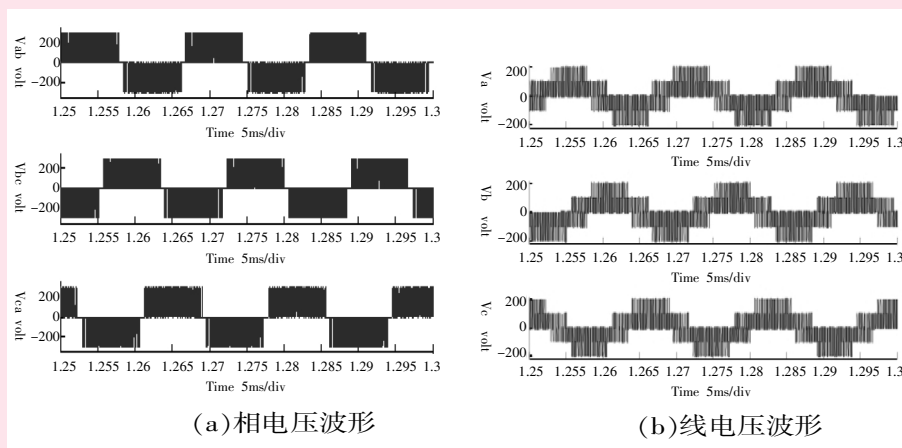 Vab volt
200
0
−200
1.25 1.255 1.26 1.265 1.27 1.275 1.28 1.285 1.29 1.295 1.3
Time 5ms/div
Vbc volt
200
0
−200
1.25 1.255 1.26 1.265 1.27 1.275 1.28 1.285 1.29 1.295 1.3
Time 5ms/div
Vca volt
200
0
−200
1.25 1.255 1.26 1.265 1.27 1.275 1.28 1.285 1.29 1.295 1.3
Time 5ms/div
(a)相电压波形
Va volt
200
0
−200
1.25 1.255 1.26 1.265 1.27 1.275 1.28 1.285 1.29 1.295 1.3
Time 5ms/div
Vb volt
200
0
−200
1.25 1.255 1.26 1.265 1.27 1.275 1.28 1.285 1.29 1.295 1.3
Time 5ms/div
Vc volt
200
0
−200
1.25 1.255 1.26 1.265 1.27 1.275 1.28 1.285 1.29 1.295 1.3
Time 5ms/div
(b)线电压波形